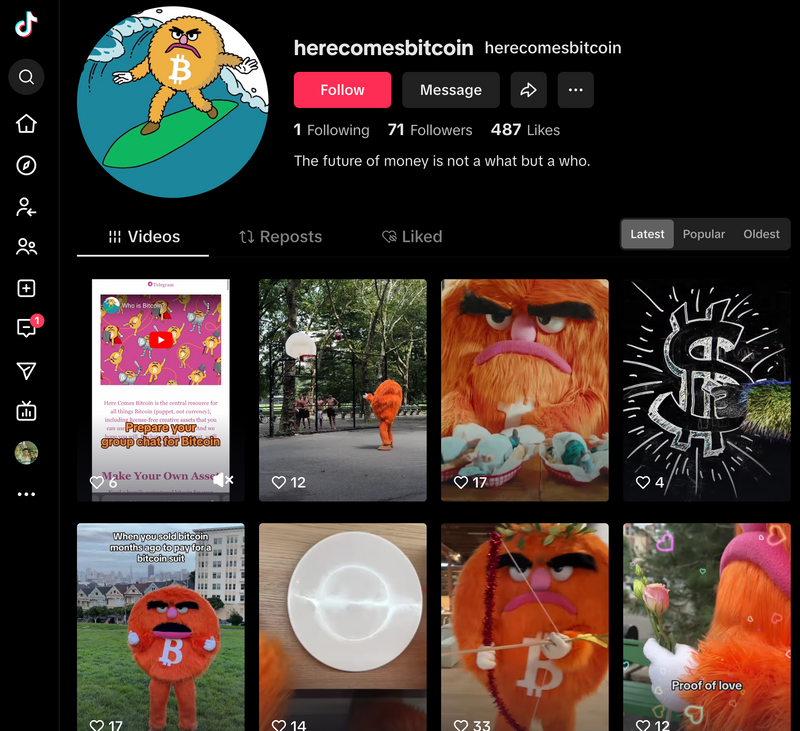 herecomesbitcoin herecomesbitcoin
Follow
Message
1 Following 71 Followers 487 Likes
The future of money is not a what but a who.
Videos
Reposts
Liked
Latest
Popular
Oldest
1
Telegram
Who is Bitcoin?
Here Comes Bitcoin is the central resource for
all things Bitcoin (puppet, not currency),
including license-free creative assets that you
Prepare your
group chat for Bitcoin
Make Your Own Asset
6
12
17
4
When you sold bitcoin
months ago to pay for a
bitcoin suit
17
14
33
Proof of love
12